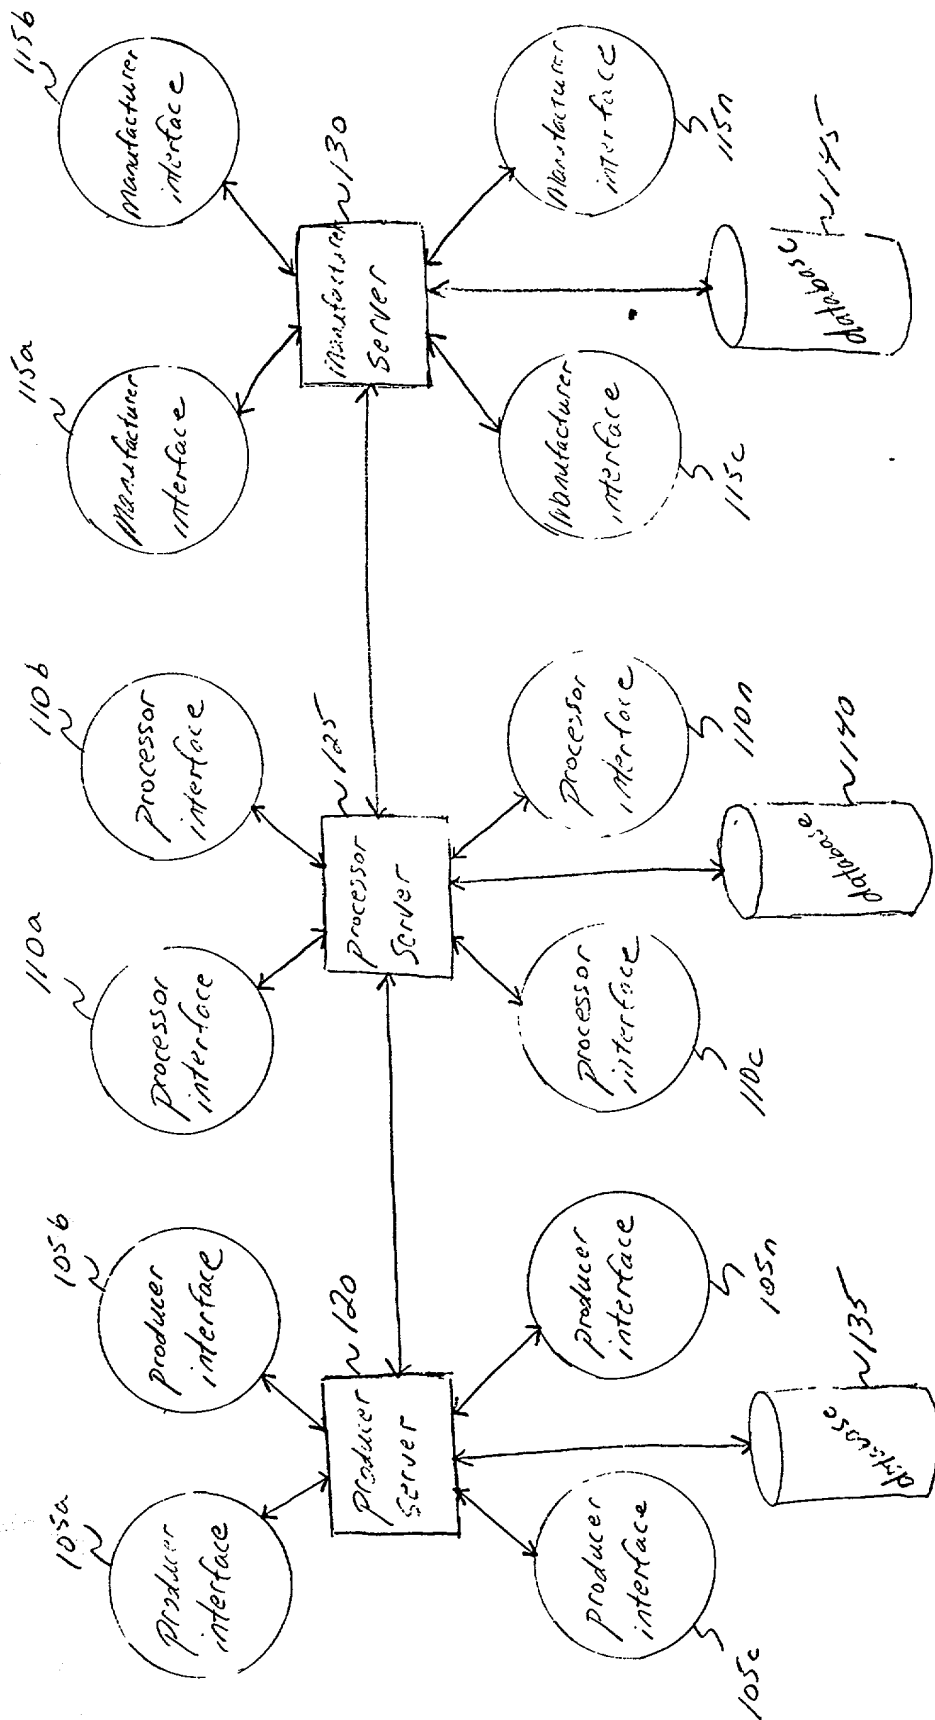 105a
105b
producer
interface
producer
interface
producer
server
120
producer
interface
producer
interface
105c
105n
135
110a
110b
processor
interface
processor
interface
processor
server
125
processor
interface
processor
interface
110c
110n
database
140
115a
115b
manufacturer
interface
manufacturer
interface
manufacturer
server
130
manufacturer
interface
manufacturer
interface
115c
115n
database
145